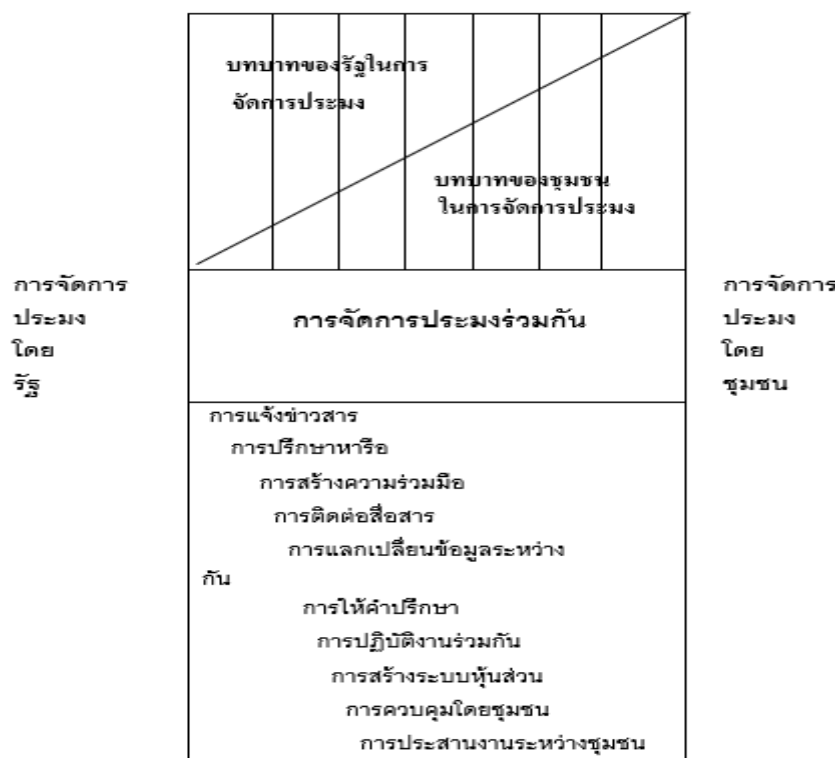 บทบาทของรัฐในการ
จัดการประมง
บทบาทของชุมชน
ในการจัดการประมง
การจัดการ
ประมง
โดย
รัฐ
การจัดการประมงร่วมกัน
การจัดการ
ประมง
โดย
ชุมชน
การแจ้งข่าวสาร
การปรึกษาหารือ
การสร้างความร่วมมือ
การติดต่อสื่อสาร
การแลกเปลี่ยนข้อมูลระหว่าง
กัน
การให้คำปรึกษา
การปฏิบัติงานร่วมกัน
การสร้างระบบหุ้นส่วน
การควบคุมโดยชุมชน
การประสานงานระหว่างชุมชน